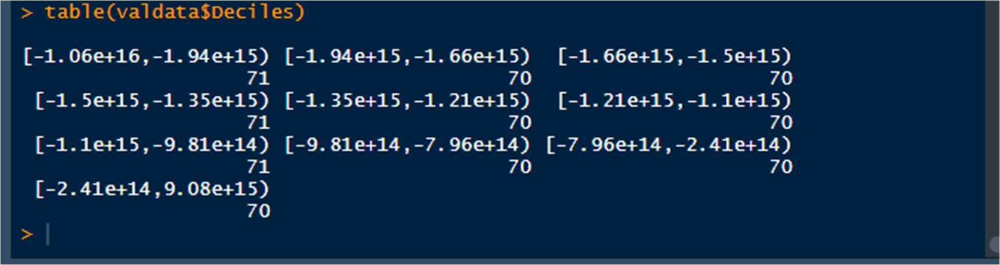 > table(valdata$Deciles)
[-1.06e+16,-1.94e+15) [-1.94e+15,-1.66e+15) [-1.66e+15,-1.5e+15)
71 70 70
[-1.5e+15,-1.35e+15) [-1.35e+15,-1.21e+15) [-1.21e+15,-1.1e+15)
71 70 70
[-1.1e+15,-9.81e+14) [-9.81e+14,-7.96e+14) [-7.96e+14,-2.41e+14)
71 70 70
[-2.41e+14,9.08e+15)
70
>